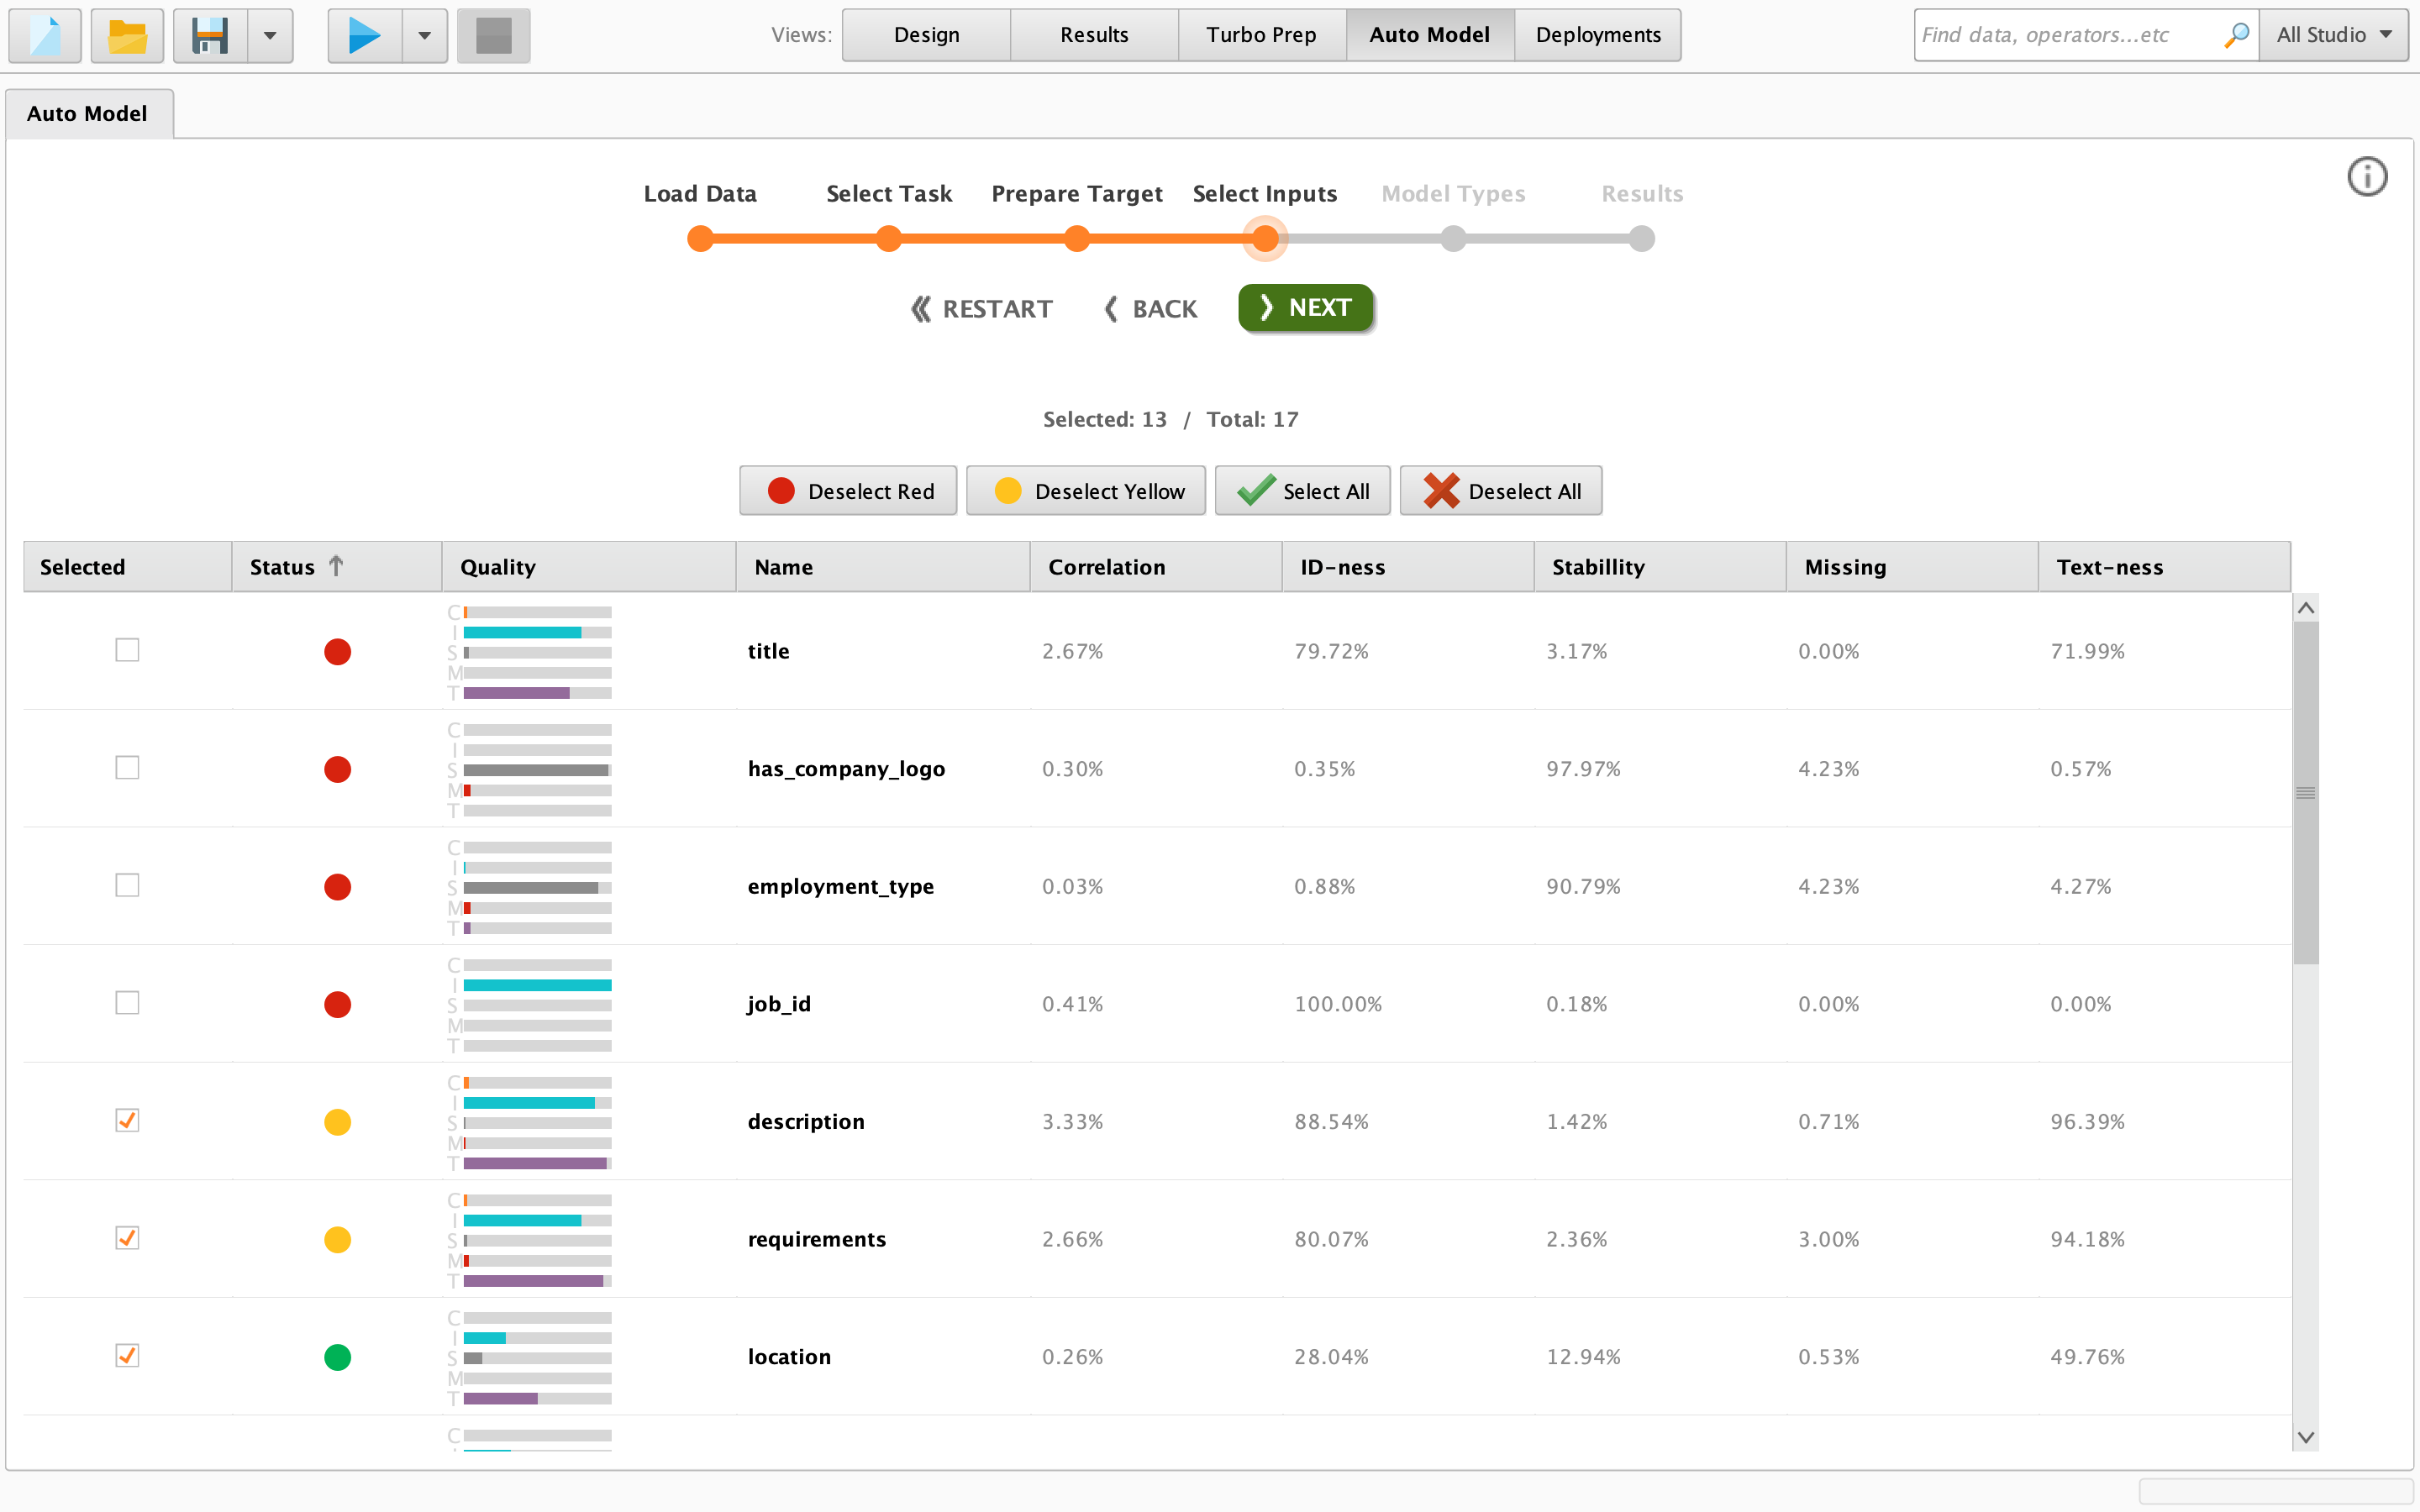 Views: Design Results Turbo Prep Auto Model Deployments Find data, operators...etc All Studio
Auto Model
Load Data Select Task Prepare Target Select Inputs Model Types Results
RESTART BACK NEXT
Selected: 13 / Total: 17
Deselect Red Deselect Yellow Select All Deselect All
Selected Status Quality Name Correlation ID-ness Stabillity Missing Text-ness
C
I
S
M
T
title 2.67% 79.72% 3.17% 0.00% 71.99%
C
I
S
M
T
has_company_logo 0.30% 0.35% 97.97% 4.23% 0.57%
C
I
S
M
T
employment_type 0.03% 0.88% 90.79% 4.23% 4.27%
C
I
S
M
T
job_id 0.41% 100.00% 0.18% 0.00% 0.00%
C
I
S
M
T
description 3.33% 88.54% 1.42% 0.71% 96.39%
C
I
S
M
T
requirements 2.66% 80.07% 2.36% 3.00% 94.18%
C
I
S
M
T
location 0.26% 28.04% 12.94% 0.53% 49.76%
C